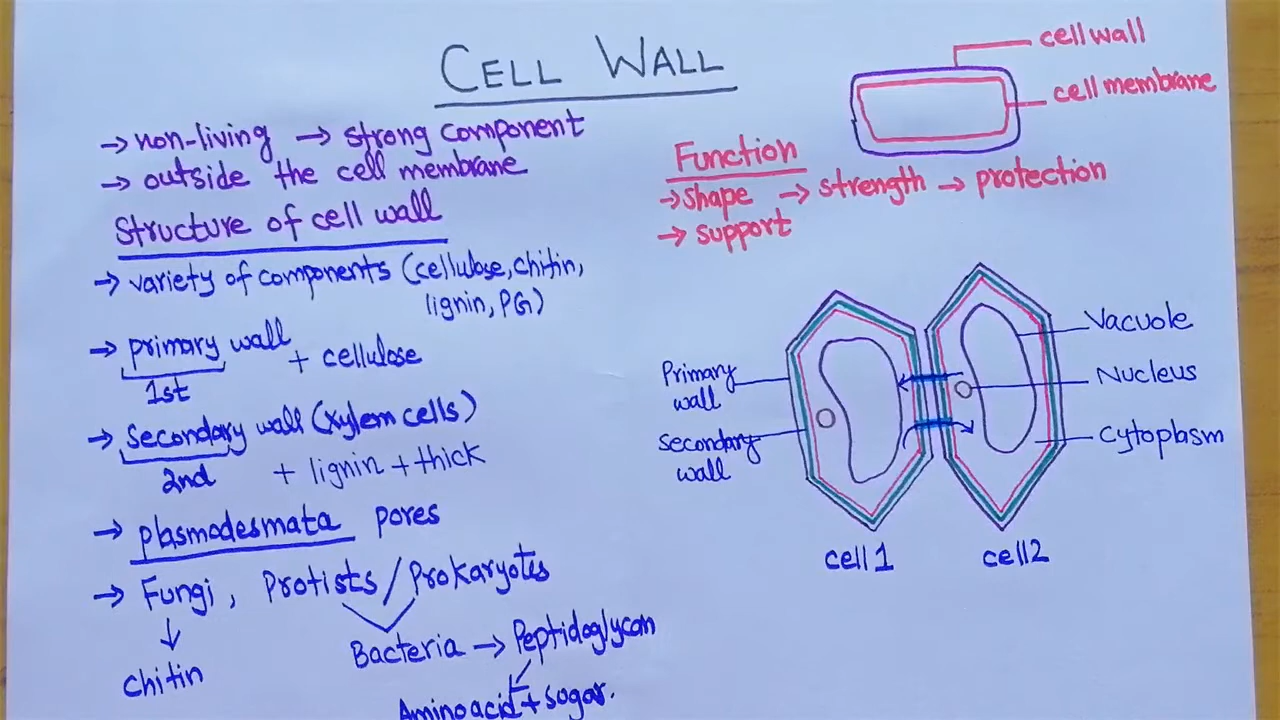 CELL WALL
→ non-living → strong component
→ outside the cell membrane
Structure of cell wall
→ variety of components (cellulose, chitin,
lignin, PG)
→ primary wall + cellulose
1st
→ secondary wall (xylem cells)
2nd + lignin + thick
→ plasmodesmata pores
→ Fungi, Protists / Prokaryotes
↓
chitin
Bacteria → Peptidoglycan
Aminoacid + sugar.
cell wall
cell membrane
Function
→ shape → strength → protection
→ support
Primary
wall
secondary
wall
Vacuole
Nucleus
Cytoplasm
cell 1
cell 2